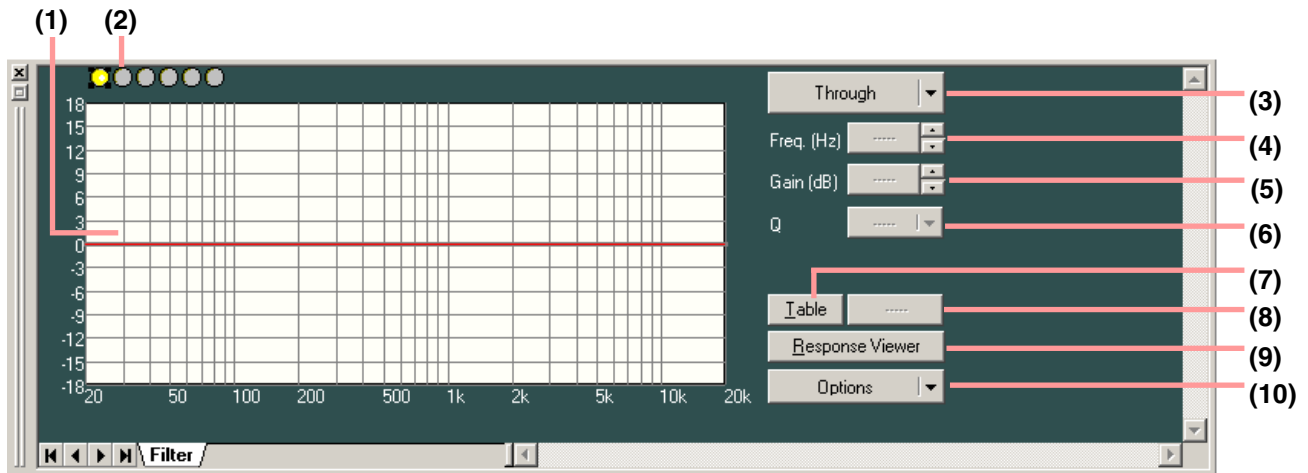 (1) (2)
Through (3)
18
15
12
9
6
3
0
-3
-6
-9
-12
-15
-18
20 50 100 200 500 1k 2k 5k 10k 20k
Freq. (Hz) ----- (4)
Gain (dB) ----- (5)
Q ----- (6)
(7)
Table ----- (8)
Response Viewer (9)
Options (10)
Filter